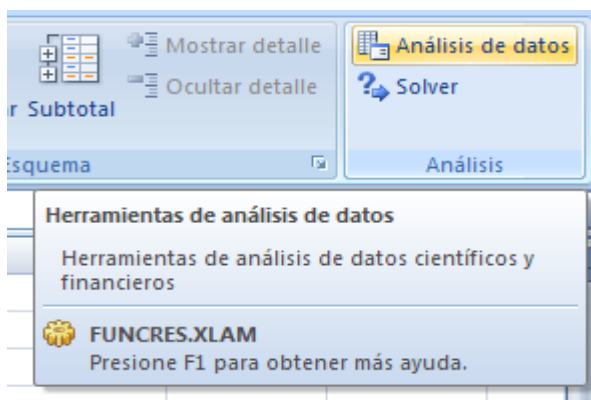 Mostrar detalle
Ocultar detalle
r Subtotal
Esquema
Análisis de datos
Solver
Análisis
Herramientas de análisis de datos
Herramientas de análisis de datos científicos y
financieros
FUNCRES.XLAM
Presione F1 para obtener más ayuda.